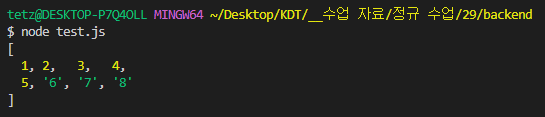 tetz@DESKTOP-P7Q4OLL MINGW64 ~/Desktop/KDT/__수업 자료/정규 수업/29/backend
$ node test.js
[
  1, 2,   3,   4,
  5, '6', '7', '8'
]